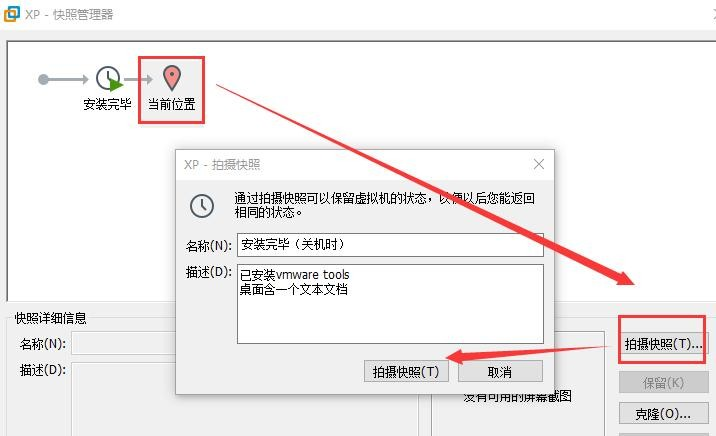 XP - 快照管理器
安装完毕
当前位置
XP - 拍摄快照
通过拍摄快照可以保留虚拟机的状态，以便以后您能返回
相同的状态。
名称(N):
安装完毕（关机时）
描述(D):
已安装vmware tools
桌面含一个文本文档
拍摄快照(T)
取消
快照详细信息
名称(N):
描述(D):
没有可用的屏幕截图
拍摄快照(T)...
保留(K)
克隆(O)...